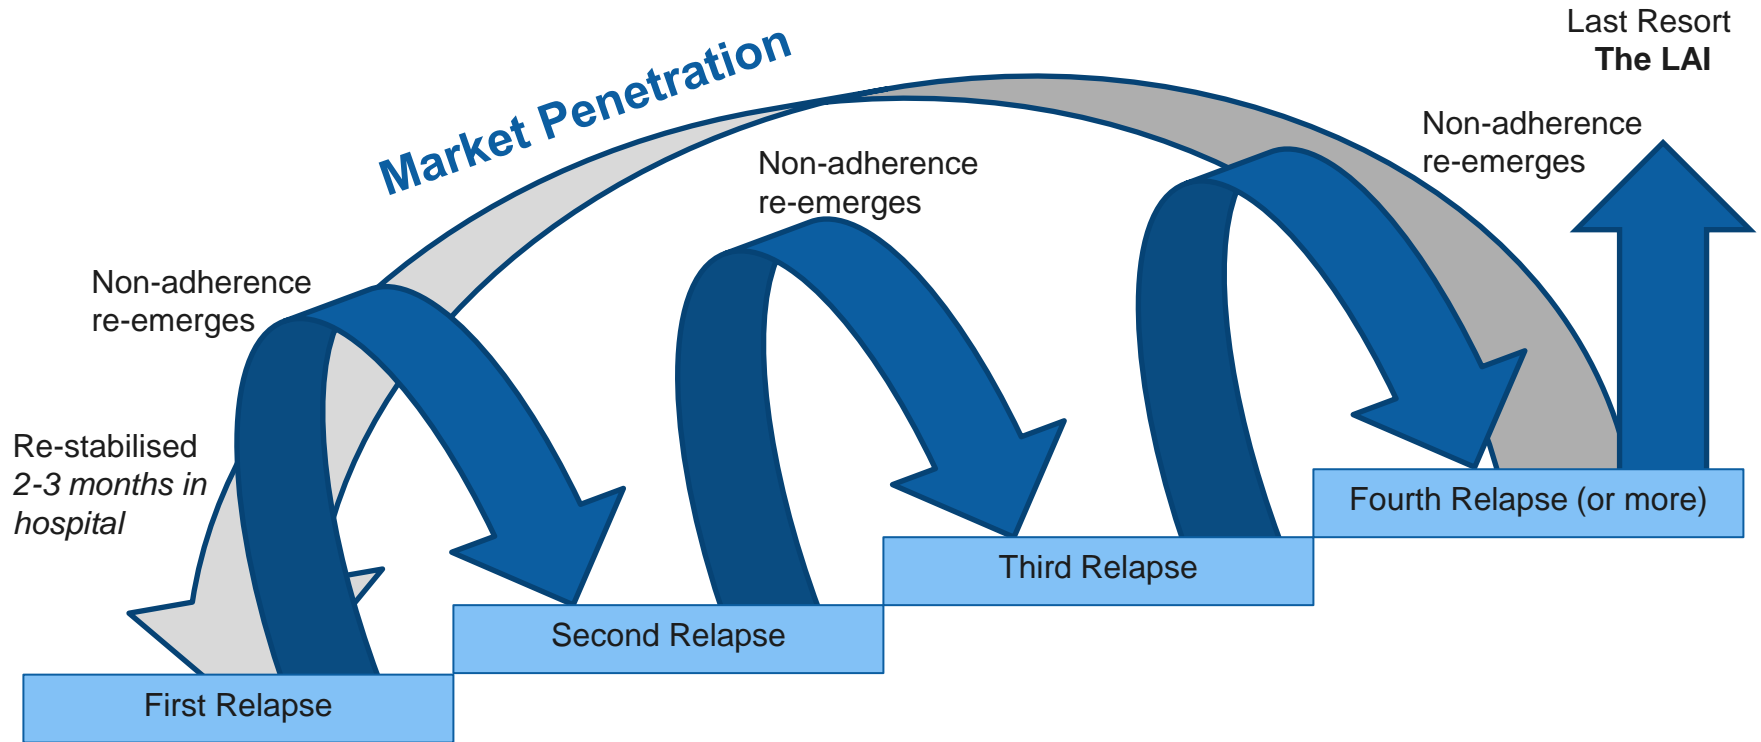 Last Resort
The LAI
Market Penetration
Non-adherence
re-emerges
Non-adherence
re-emerges
Non-adherence
re-emerges
Re-stabilised
2-3 months in
hospital
Fourth Relapse (or more)
Third Relapse
Second Relapse
First Relapse